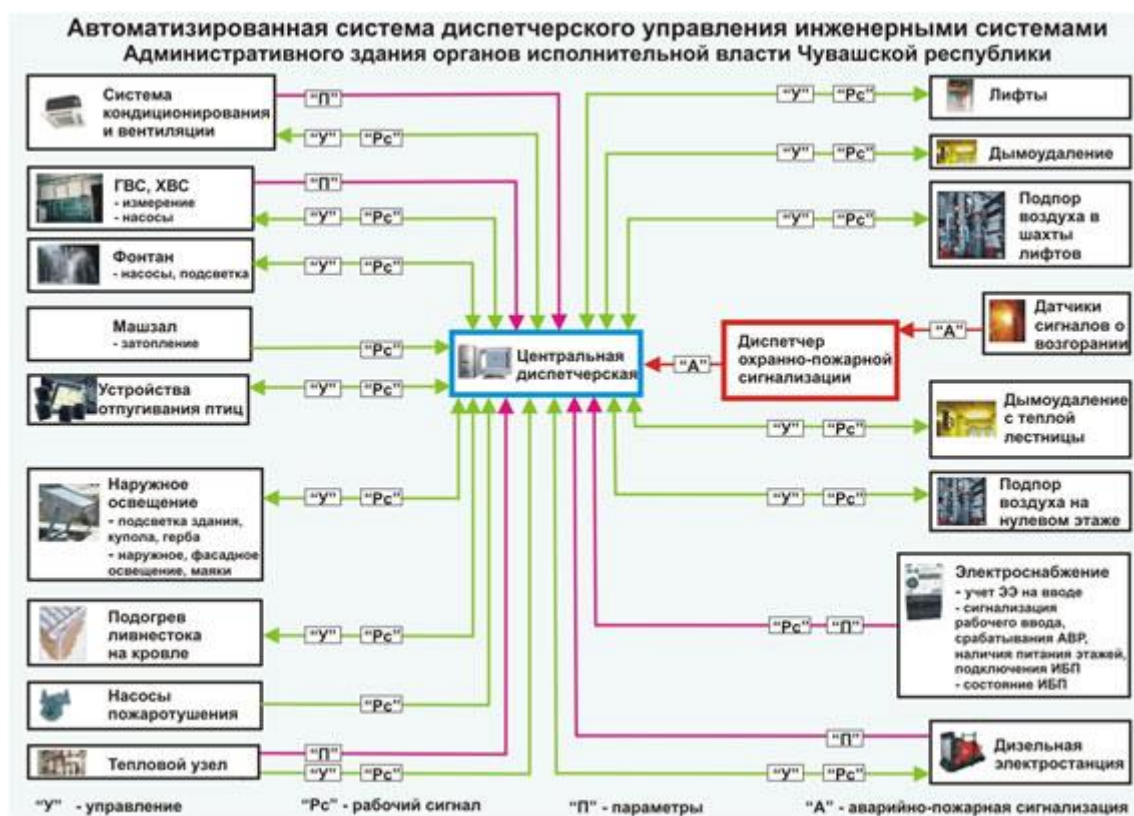 Автоматизированная система диспетчерского управления инженерными системами
Административного здания органов исполнительной власти Чувашской республики
Система
кондиционирования
и вентиляции
"П"
"У" "Рс"
ГВС, ХВС
- измерение
- насосы
"П"
"У" "Рс"
Фонтан
- насосы, подсветка
"У" "Рс"
Машзал
- затопление
"Рс"
Устройства
отпугивания птиц
"У" "Рс"
Наружное
освещение
- подсветка здания,
купола, герба
- наружное, фасадное
освещение, маяки
"У" "Рс"
Подогрев
ливнестока
на кровле
"У" "Рс"
Насосы
пожаротушения
"Рс"
Тепловой узел
"П"
"У" "Рс"
Центральная
диспетчерская
"А"
Диспетчер
охранно-пожарной
сигнализации
"А"
Датчики
сигналов о
возгорании
"У" "Рс"
Лифты
"У" "Рс"
Дымоудаление
"У" "Рс"
Подпор
воздуха в
шахты
лифтов
"У" "Рс"
Дымоудаление
с теплой
лестницы
"У" "Рс"
Подпор
воздуха на
нулевом этаже
"Рс" "П"
Электроснабжение
- учет ЭЭ на вводе
- сигнализация
рабочего ввода,
срабатывания АВР,
наличия питания этажей,
подключения ИБП
- состояние ИБП
"П"
"У" "Рс"
Дизельная
электростанция
"У" - управление "Рс" - рабочий сигнал "П" - параметры "А" - аварийно-пожарная сигнализация